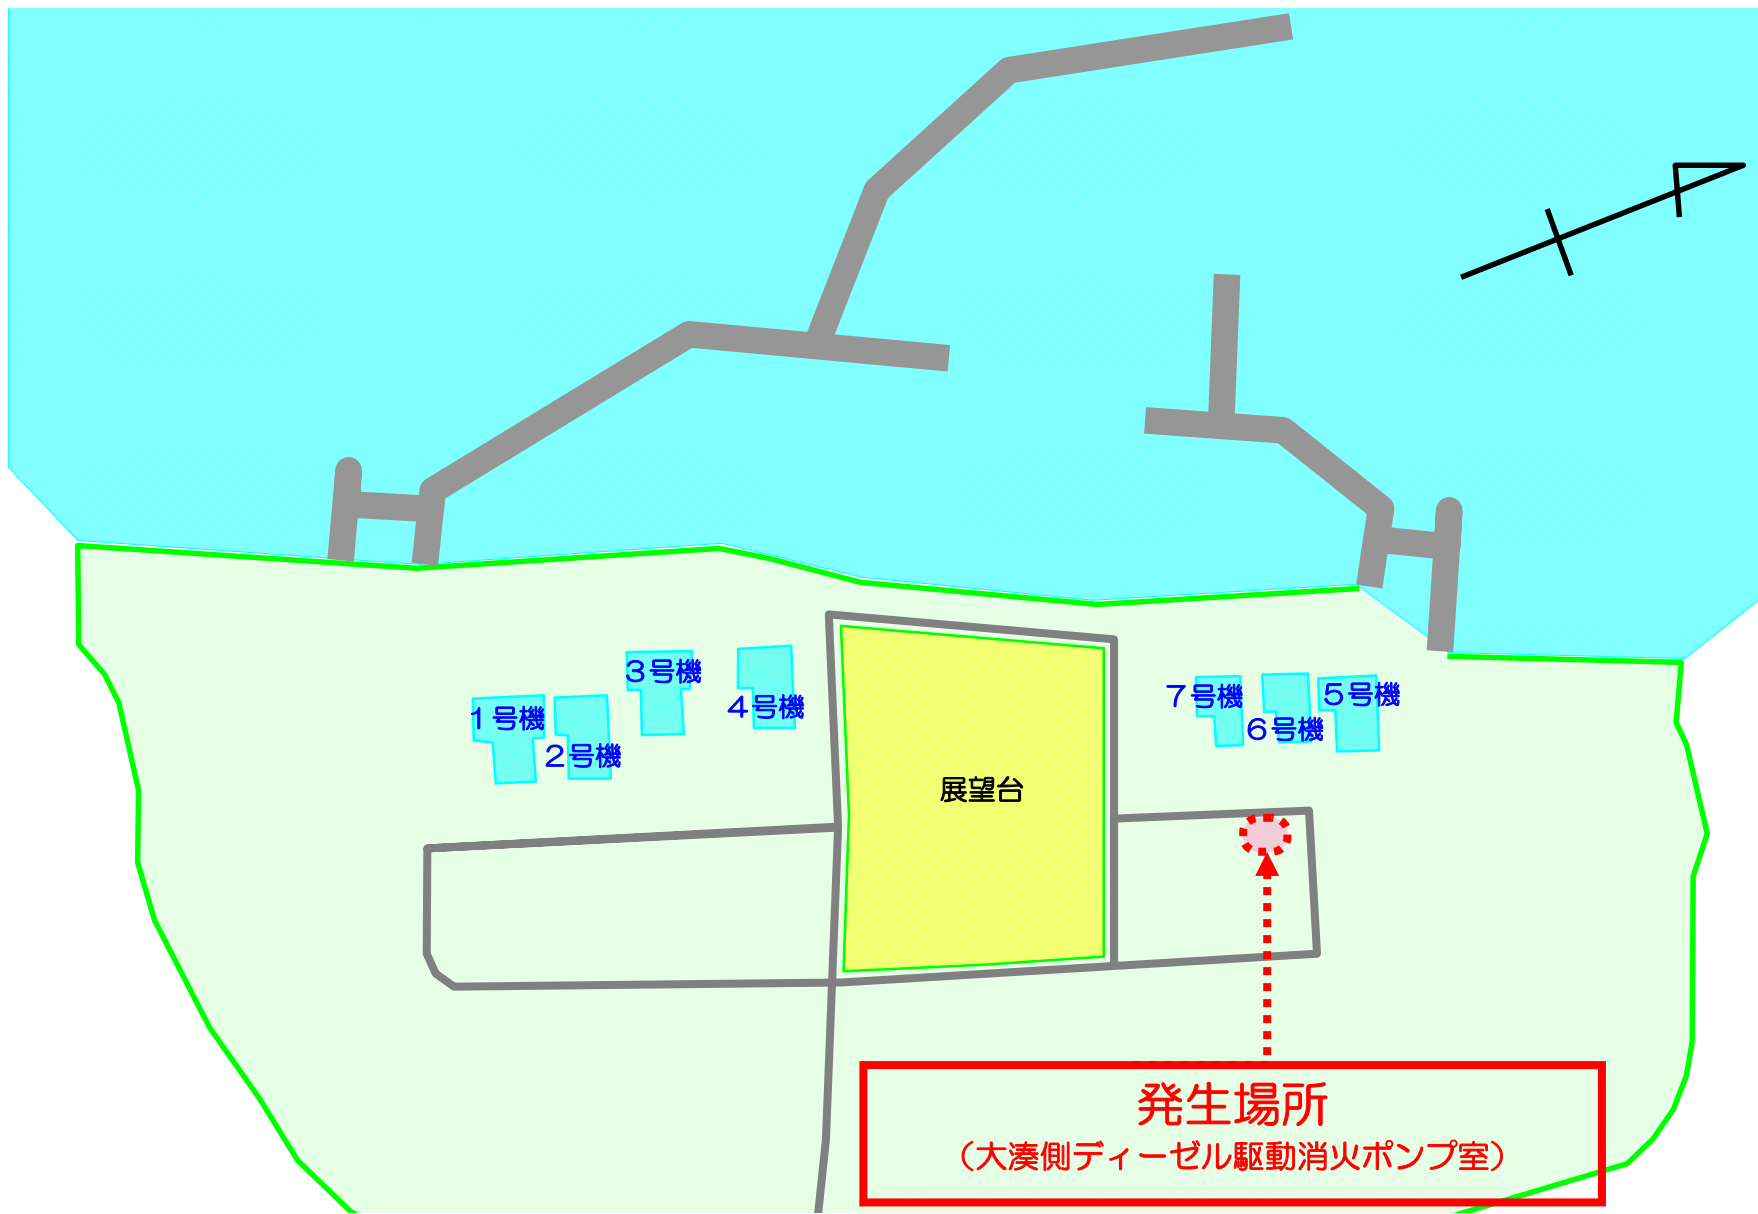 ３号機
４号機
１号機
２号機
７号機
６号機
５号機
展望台
発生場所
（大湊側ディーゼル駆動消火ポンプ室）